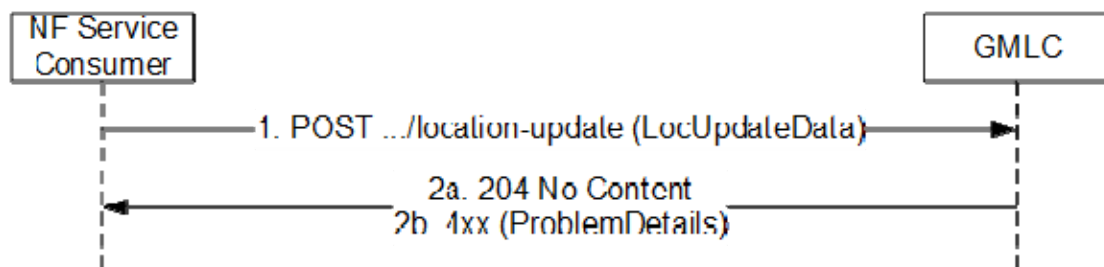 NF Service
Consumer
GMLC
1. POST .../location-update (LocUpdateData)
2a. 204 No Content
2b. 4xx (ProblemDetails)